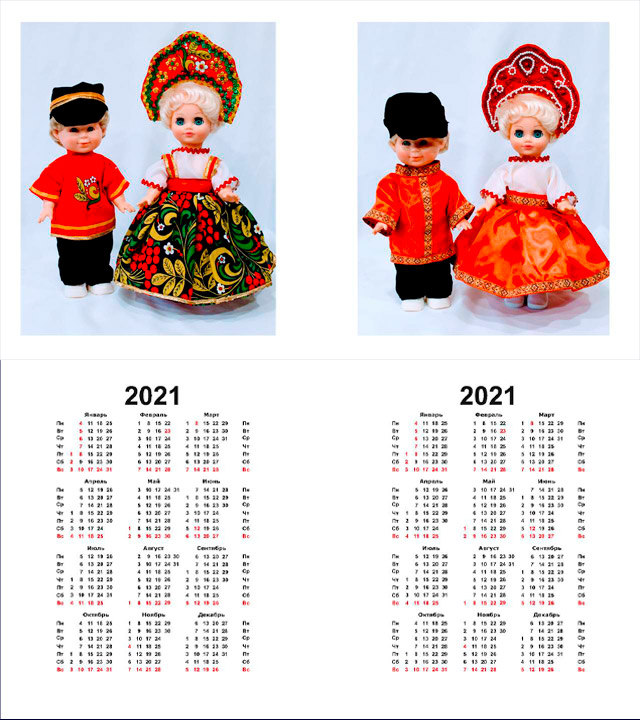 2021
Январь Февраль Март
Пн 4 11 18 25 1 8 15 22 1 8 15 22 29 Пн
Вт 5 12 19 26 2 9 16 23 2 9 16 23 30 Вт
Ср 6 13 20 27 3 10 17 24 3 10 17 24 31 Ср
Чт 7 14 21 28 4 11 18 25 4 11 18 25 Чт
Пт 1 8 15 22 29 5 12 19 26 5 12 19 26 Пт
Сб 2 9 16 23 30 6 13 20 27 6 13 20 27 Сб
Вс 3 10 17 24 31 7 14 21 28 7 14 21 28 Вс
Апрель Май Июнь
Пн 5 12 19 26 3 10 17 24 31 7 14 21 28 Пн
Вт 6 13 20 27 4 11 18 25 1 8 15 22 29 Вт
Ср 7 14 21 28 5 12 19 26 2 9 16 23 30 Ср
Чт 1 8 15 22 29 6 13 20 27 3 10 17 24 Чт
Пт 2 9 16 23 30 7 14 21 28 4 11 18 25 Пт
Сб 3 10 17 24 1 8 15 22 29 5 12 19 26 Сб
Вс 4 11 18 25 2 9 16 23 30 6 13 20 27 Вс
Июль Август Сентябрь
Пн 5 12 19 26 2 9 16 23 30 6 13 20 27 Пн
Вт 6 13 20 27 3 10 17 24 31 7 14 21 28 Вт
Ср 7 14 21 28 4 11 18 25 1 8 15 22 29 Ср
Чт 1 8 15 22 29 5 12 19 26 2 9 16 23 30 Чт
Пт 2 9 16 23 30 6 13 20 27 3 10 17 24 Пт
Сб 3 10 17 24 31 7 14 21 28 4 11 18 25 Сб
Вс 4 11 18 25 1 8 15 22 29 5 12 19 26 Вс
Октябрь Ноябрь Декабрь
Пн 4 11 18 25 1 8 15 22 29 6 13 20 27 Пн
Вт 5 12 19 26 2 9 16 23 30 7 14 21 28 Вт
Ср 6 13 20 27 3 10 17 24 1 8 15 22 29 Ср
Чт 7 14 21 28 4 11 18 25 2 9 16 23 30 Чт
Пт 1 8 15 22 29 5 12 19 26 3 10 17 24 31 Пт
Сб 2 9 16 23 30 6 13 20 27 4 11 18 25 Сб
Вс 3 10 17 24 31 7 14 21 28 5 12 19 26 Вс
2021
Январь Февраль Март
Пн 4 11 18 25 1 8 15 22 1 8 15 22 29 Пн
Вт 5 12 19 26 2 9 16 23 2 9 16 23 30 Вт
Ср 6 13 20 27 3 10 17 24 3 10 17 24 31 Ср
Чт 7 14 21 28 4 11 18 25 4 11 18 25 Чт
Пт 1 8 15 22 29 5 12 19 26 5 12 19 26 Пт
Сб 2 9 16 23 30 6 13 20 27 6 13 20 27 Сб
Вс 3 10 17 24 31 7 14 21 28 7 14 21 28 Вс
Апрель Май Июнь
Пн 5 12 19 26 3 10 17 24 31 7 14 21 28 Пн
Вт 6 13 20 27 4 11 18 25 1 8 15 22 29 Вт
Ср 7 14 21 28 5 12 19 26 2 9 16 23 30 Ср
Чт 1 8 15 22 29 6 13 20 27 3 10 17 24 Чт
Пт 2 9 16 23 30 7 14 21 28 4 11 18 25 Пт
Сб 3 10 17 24 1 8 15 22 29 5 12 19 26 Сб
Вс 4 11 18 25 2 9 16 23 30 6 13 20 27 Вс
Июль Август Сентябрь
Пн 5 12 19 26 2 9 16 23 30 6 13 20 27 Пн
Вт 6 13 20 27 3 10 17 24 31 7 14 21 28 Вт
Ср 7 14 21 28 4 11 18 25 1 8 15 22 29 Ср
Чт 1 8 15 22 29 5 12 19 26 2 9 16 23 30 Чт
Пт 2 9 16 23 30 6 13 20 27 3 10 17 24 Пт
Сб 3 10 17 24 31 7 14 21 28 4 11 18 25 Сб
Вс 4 11 18 25 1 8 15 22 29 5 12 19 26 Вс
Октябрь Ноябрь Декабрь
Пн 4 11 18 25 1 8 15 22 29 6 13 20 27 Пн
Вт 5 12 19 26 2 9 16 23 30 7 14 21 28 Вт
Ср 6 13 20 27 3 10 17 24 1 8 15 22 29 Ср
Чт 7 14 21 28 4 11 18 25 2 9 16 23 30 Чт
Пт 1 8 15 22 29 5 12 19 26 3 10 17 24 31 Пт
Сб 2 9 16 23 30 6 13 20 27 4 11 18 25 Сб
Вс 3 10 17 24 31 7 14 21 28 5 12 19 26 Вс